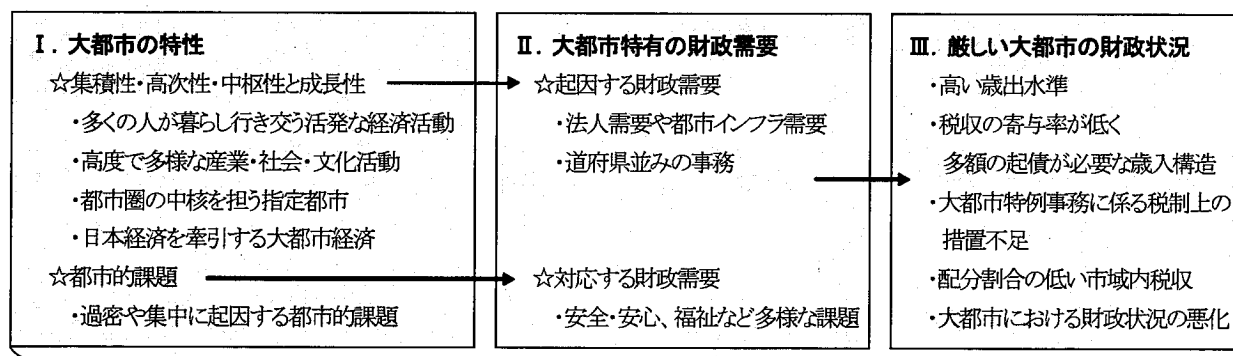 Ⅰ．大都市の特性
☆集積性・高次性・中枢性と成長性
・多くの人が暮らし行き交う活発な経済活動
・高度で多様な産業・社会・文化活動
・都市圏の中核を担う指定都市
・日本経済を牽引する大都市経済
☆都市的課題
・過密や集中に起因する都市的課題
Ⅱ．大都市特有の財政需要
☆起因する財政需要
・法人需要や都市インフラ需要
・道府県並みの事務
☆対応する財政需要
・安全・安心、福祉など多様な課題
Ⅲ．厳しい大都市の財政状況
・高い歳出水準
・税収の寄与率が低く
多額の起債が必要な歳入構造
・大都市特例事務に係る税制上の
措置不足
・配分割合の低い市域内税収
・大都市における財政状況の悪化